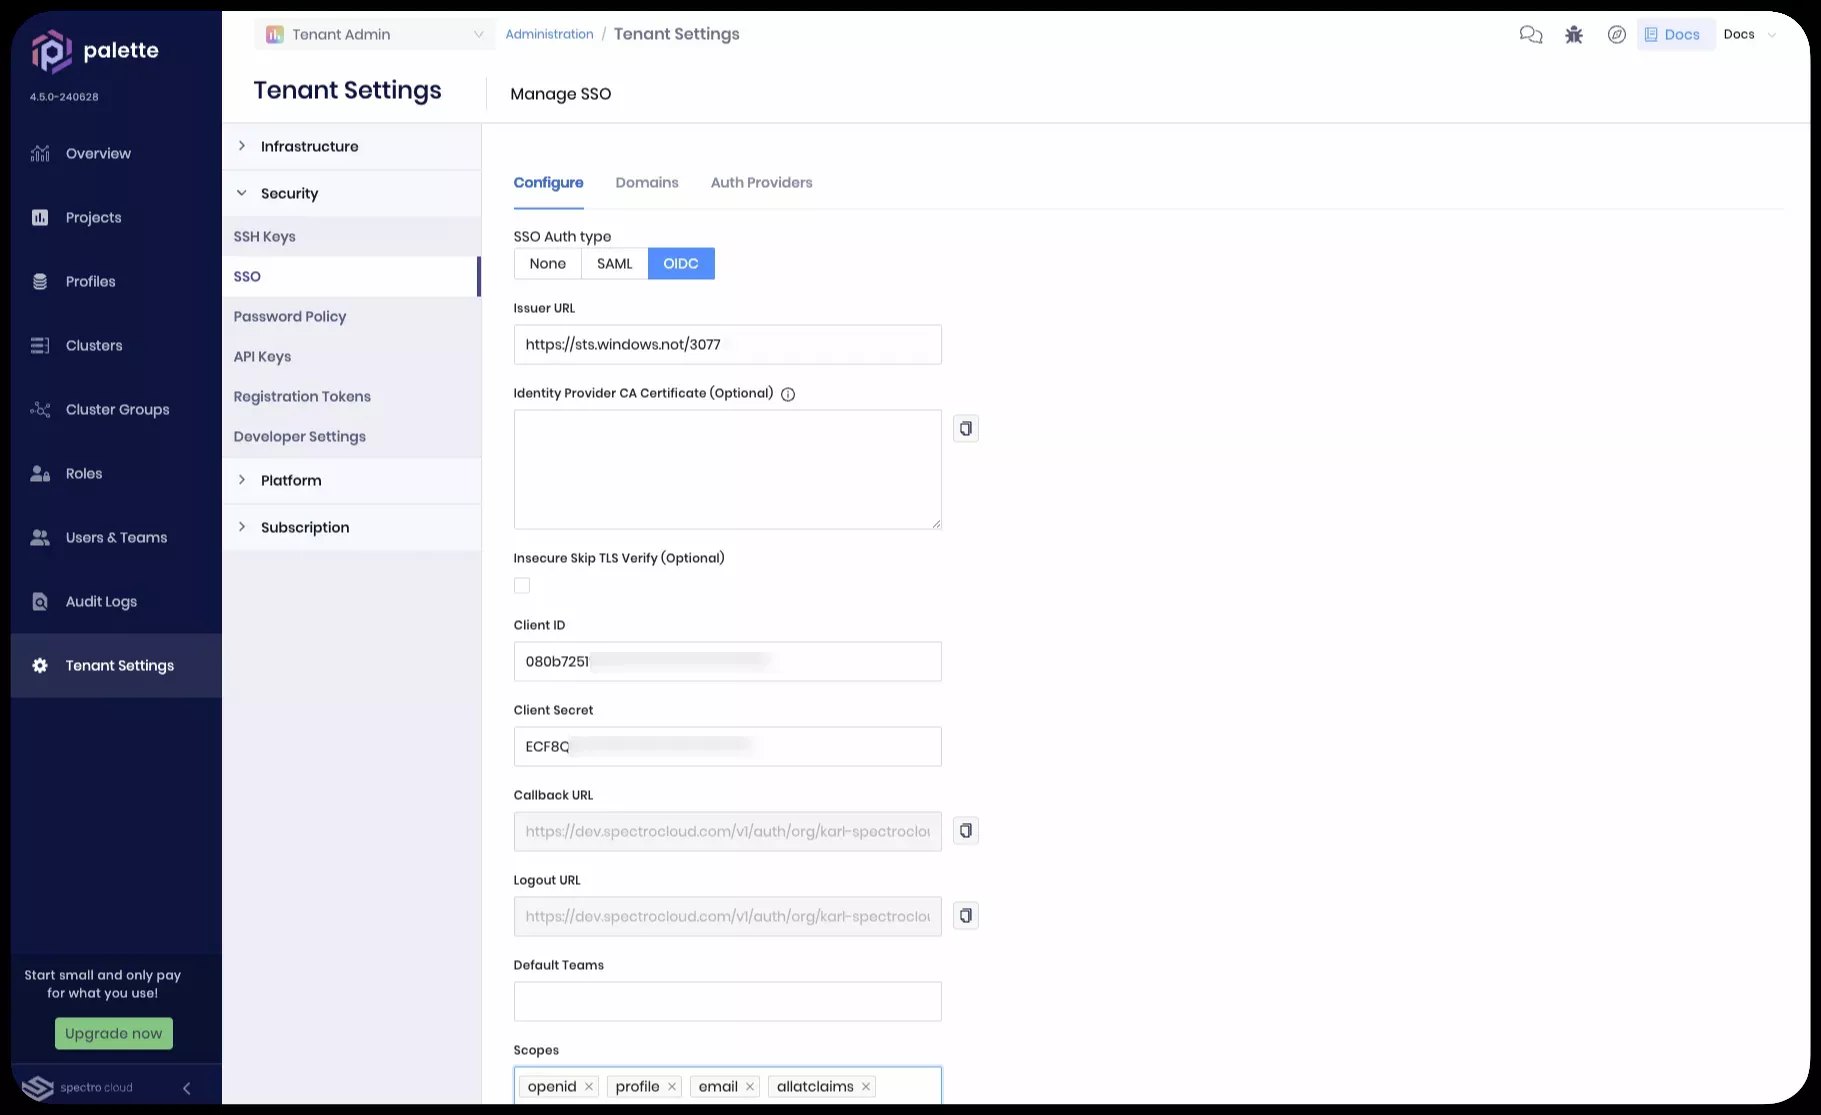 palette
4.5.0-240628
Overview
Projects
Profiles
Clusters
Cluster Groups
Roles
Users & Teams
Audit Logs
Tenant Settings
Start small and only pay
for what you use!
Upgrade now
spectro cloud
Tenant Admin
Administration / Tenant Settings
Docs
Docs
Tenant Settings
Manage SSO
Infrastructure
Security
SSH Keys
SSO
Password Policy
API Keys
Registration Tokens
Developer Settings
Platform
Subscription
Configure
Domains
Auth Providers
SSO Auth type
None
SAML
OIDC
Issuer URL
https://sts.windows.not/3077
Identity Provider CA Certificate (Optional)
Insecure Skip TLS Verify (Optional)
Client ID
080b7251
Client Secret
ECF8Q
Callback URL
https://dev.spectrocloud.com/v1/auth/org/karl-spectroclou
Logout URL
https://dev.spectrocloud.com/v1/auth/org/karl-spectroclou
Default Teams
Scopes
openid × profile × email × allatclaims ×